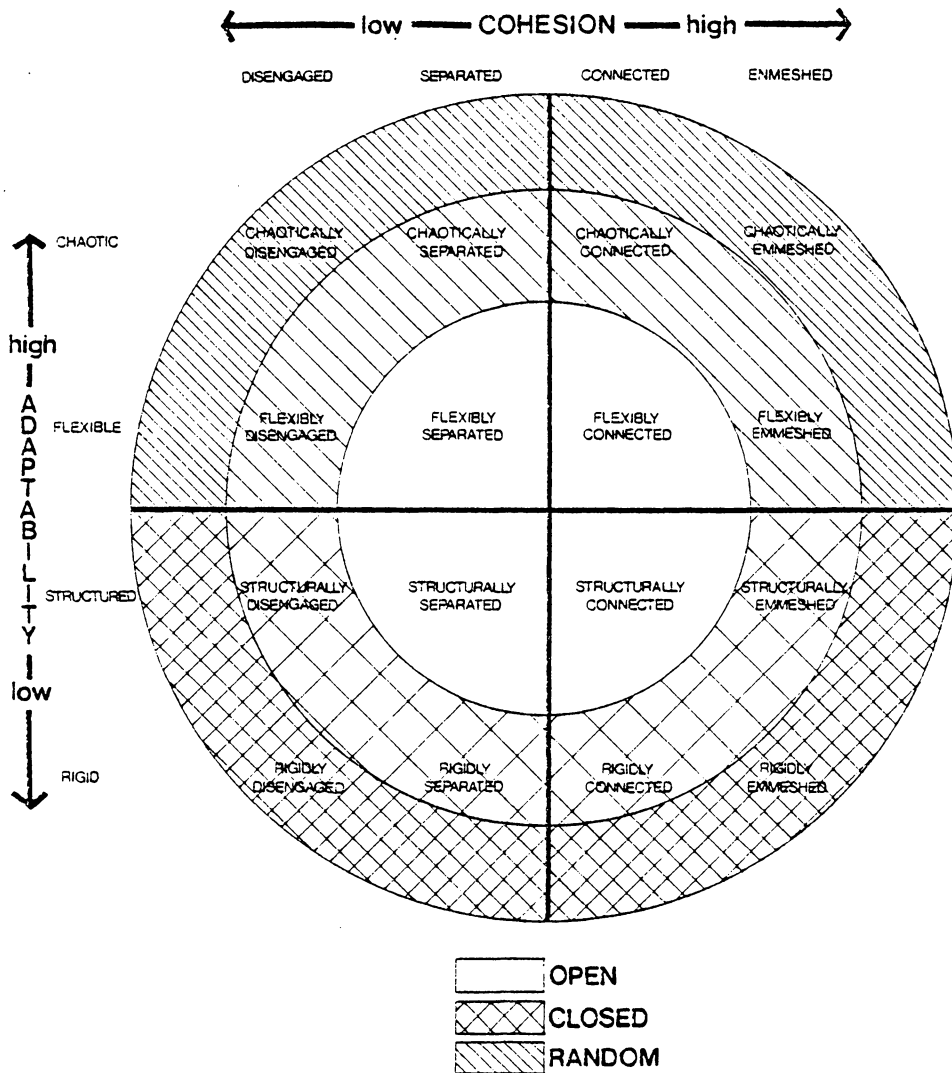 low COHESION high
DISENGAGED SEPARATED CONNECTED ENMESHED
CHAOTIC
CHAOTICALLY DISENGAGED
CHAOTICALLY SEPARATED
CHAOTICALLY CONNECTED
CHAOTICALLY EMMESHED
high
ADAPTABILITY
low
FLEXIBLE
FLEXIBLY DISENGAGED
FLEXIBLY SEPARATED
FLEXIBLY CONNECTED
FLEXIBLY EMMESHED
STRUCTURED
STRUCTURALLY DISENGAGED
STRUCTURALLY SEPARATED
STRUCTURALLY CONNECTED
STRUCTURALLY EMMESHED
RIGID
RIGIDLY DISENGAGED
RIGIDLY SEPARATED
RIGIDLY CONNECTED
RIGIDLY EMMESHED
OPEN
CLOSED
RANDOM